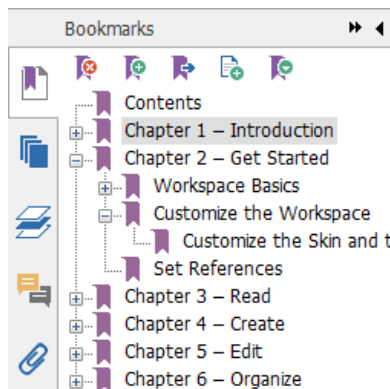 Bookmarks
Contents
Chapter 1 – Introduction
Chapter 2 – Get Started
Workspace Basics
Customize the Workspace
Customize the Skin and
Set References
Chapter 3 – Read
Chapter 4 – Create
Chapter 5 – Edit
Chapter 6 – Organize